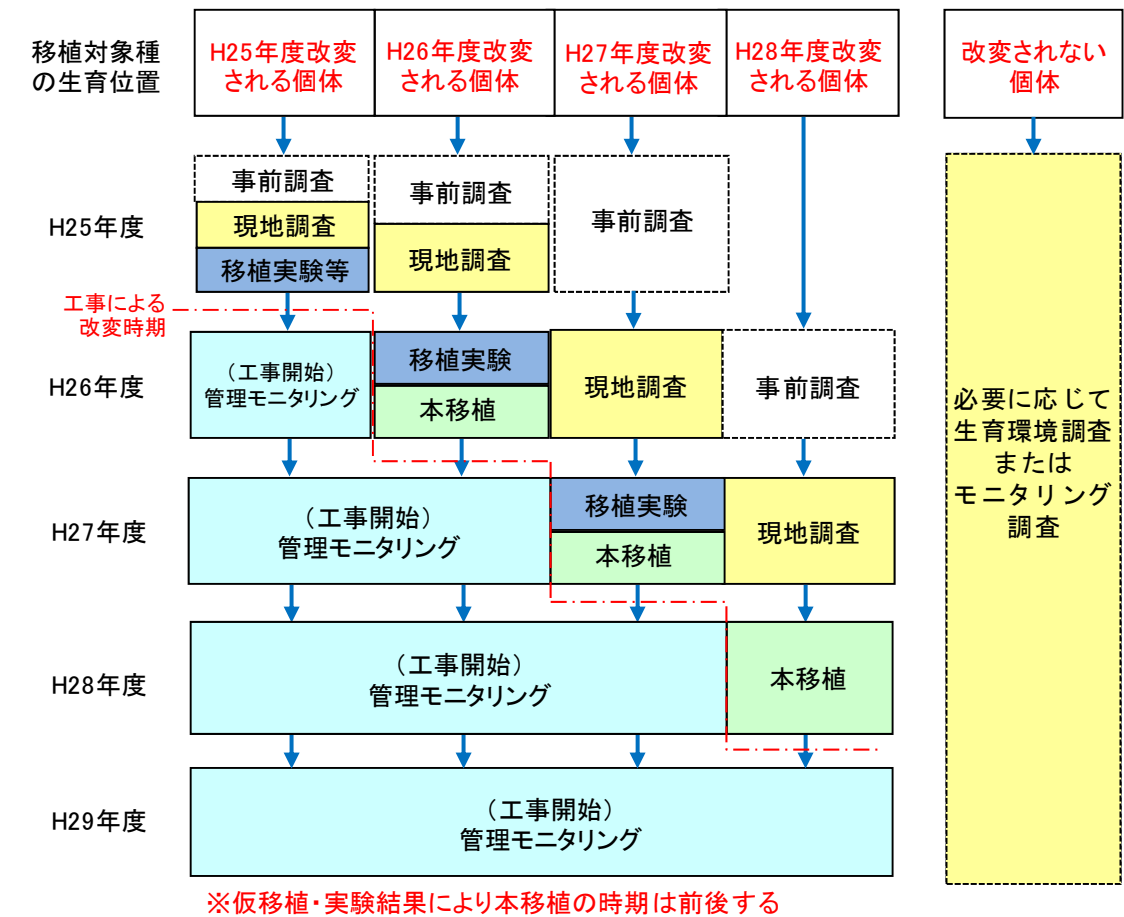 移植対象種
の生育位置
H25年度改変
される個体
H26年度改変
される個体
H27年度改変
される個体
H28年度改変
される個体
改変されない
個体
H25年度
事前調査
現地調査
移植実験等
事前調査
現地調査
事前調査
工事による
改変時期
H26年度
（工事開始）
管理モニタリング
移植実験
本移植
現地調査
事前調査
必要に応じて
生育環境調査
または
モニタリング
調査
H27年度
（工事開始）
管理モニタリング
移植実験
本移植
現地調査
H28年度
（工事開始）
管理モニタリング
本移植
H29年度
（工事開始）
管理モニタリング
※仮移植・実験結果により本移植の時期は前後する